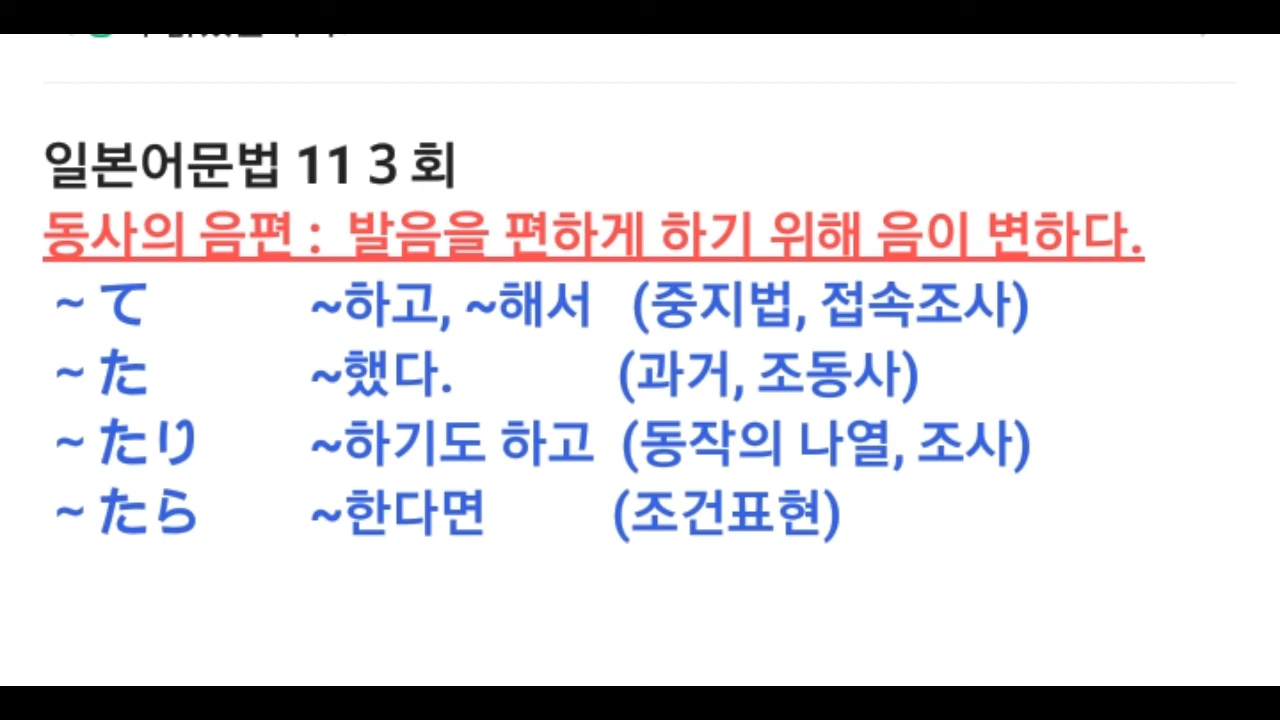 일본어문법 11 3 회
동사의 음편 : 발음을 편하게 하기 위해 음이 변하다.
~ て ~하고, ~해서 (중지법, 접속조사)
~ た ~했다. (과거, 조동사)
~ たり ~하기도 하고 (동작의 나열, 조사)
~ たら ~한다면 (조건표현)